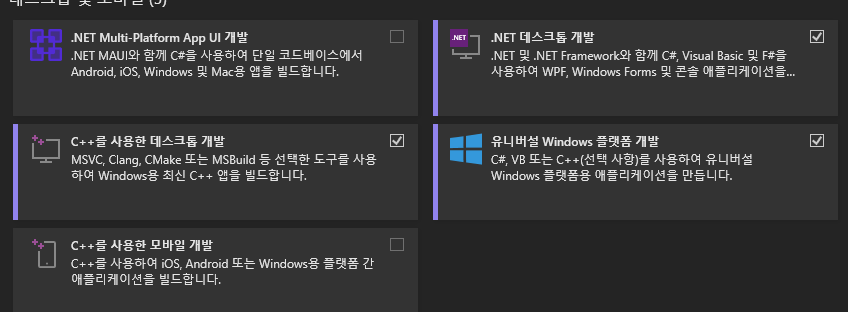 데스크톱 및 모바일 (5)
.NET Multi-Platform App UI 개발
.NET MAUI와 함께 C#을 사용하여 단일 코드베이스에서
Android, iOS, Windows 및 Mac용 앱을 빌드합니다.
.NET
.NET 데스크톱 개발
.NET 및 .NET Framework와 함께 C#, Visual Basic 및 F#을
사용하여 WPF, Windows Forms 및 콘솔 애플리케이션을...
C++를 사용한 데스크톱 개발
MSVC, Clang, CMake 또는 MSBuild 등 선택한 도구를 사용
하여 Windows용 최신 C++ 앱을 빌드합니다.
유니버설 Windows 플랫폼 개발
C#, VB 또는 C++(선택 사항)를 사용하여 유니버설
Windows 플랫폼용 애플리케이션을 만듭니다.
C++를 사용한 모바일 개발
C++를 사용하여 iOS, Android 또는 Windows용 플랫폼 간
애플리케이션을 빌드합니다.